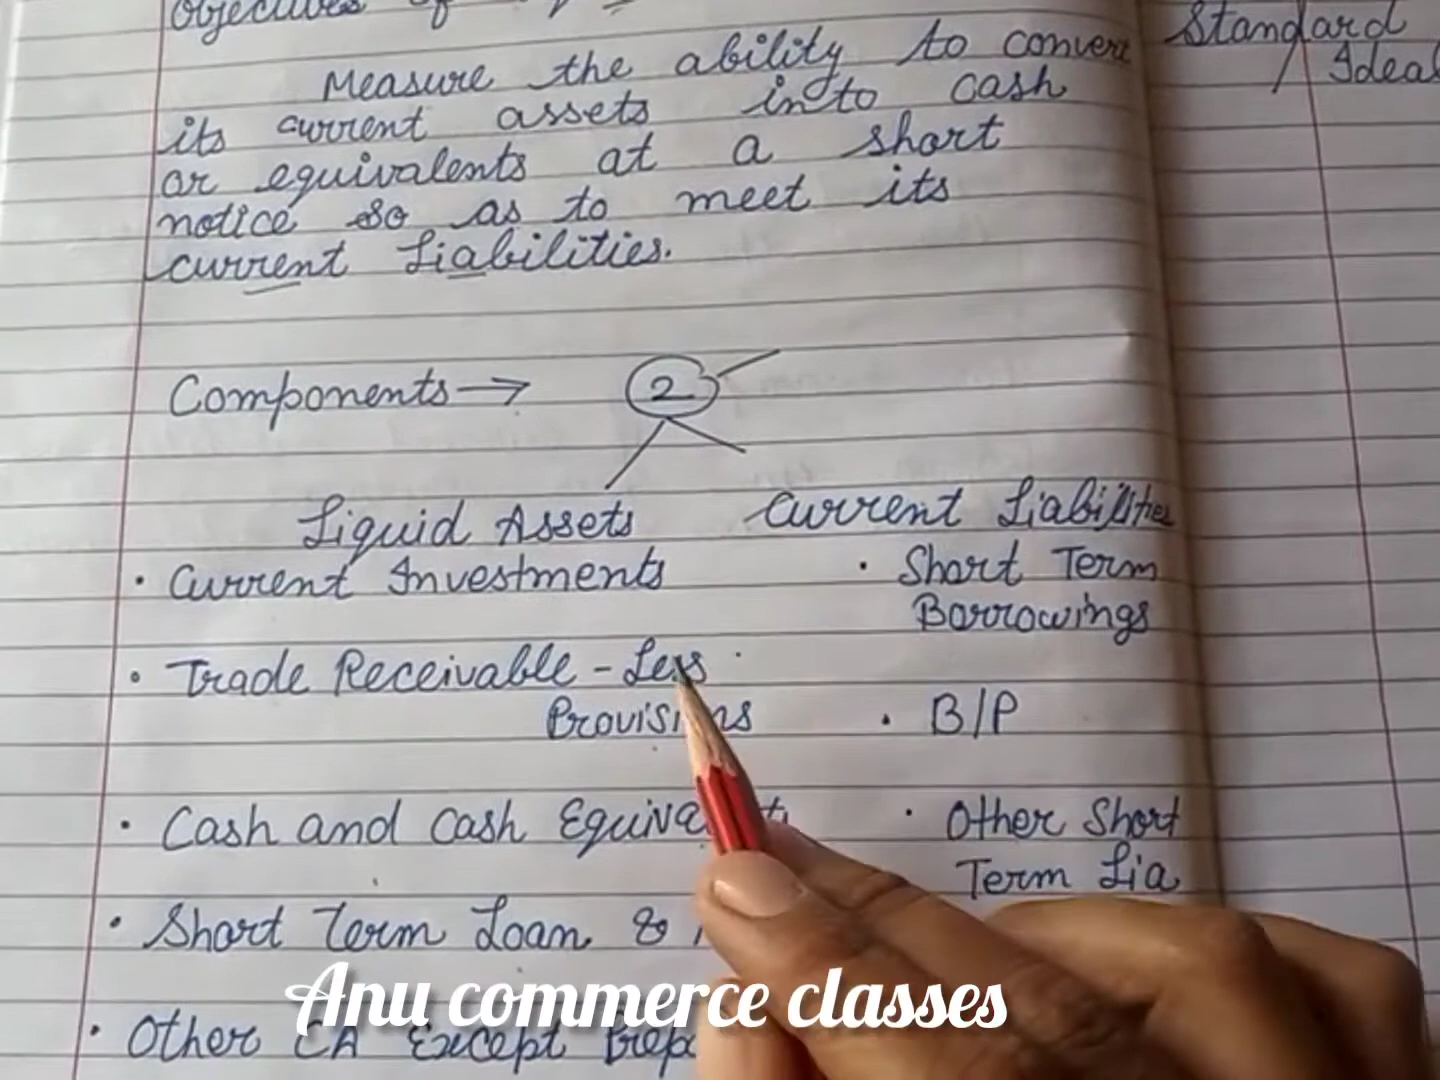 Objectives of
Measure the ability to convert
its current assets into cash
or equivalents at a short
notice so as to meet its
current Liabilities.
Standard
/ Ideal
Components → 2
Liquid Assets
• Current Investments
• Trade Receivable - Less
Provisions
• Cash and Cash
• Short Term Loan &
• Other CA Except
Current Liabilities
• Short Term
Borrowings
• B/P
• Other Short
Term Lia
Anu commerce classes